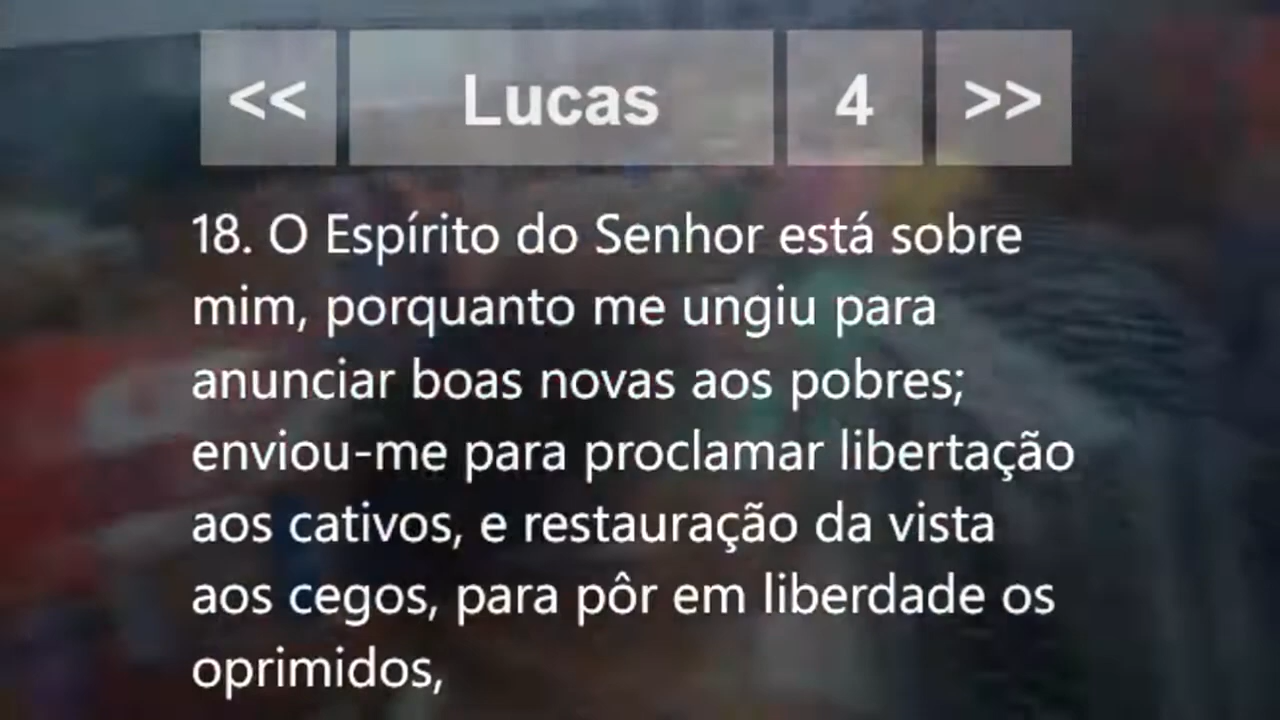 << Lucas 4 >>
18. O Espírito do Senhor está sobre
mim, porquanto me ungiu para
anunciar boas novas aos pobres;
enviou-me para proclamar libertação
aos cativos, e restauração da vista
aos cegos, para pôr em liberdade os
oprimidos,